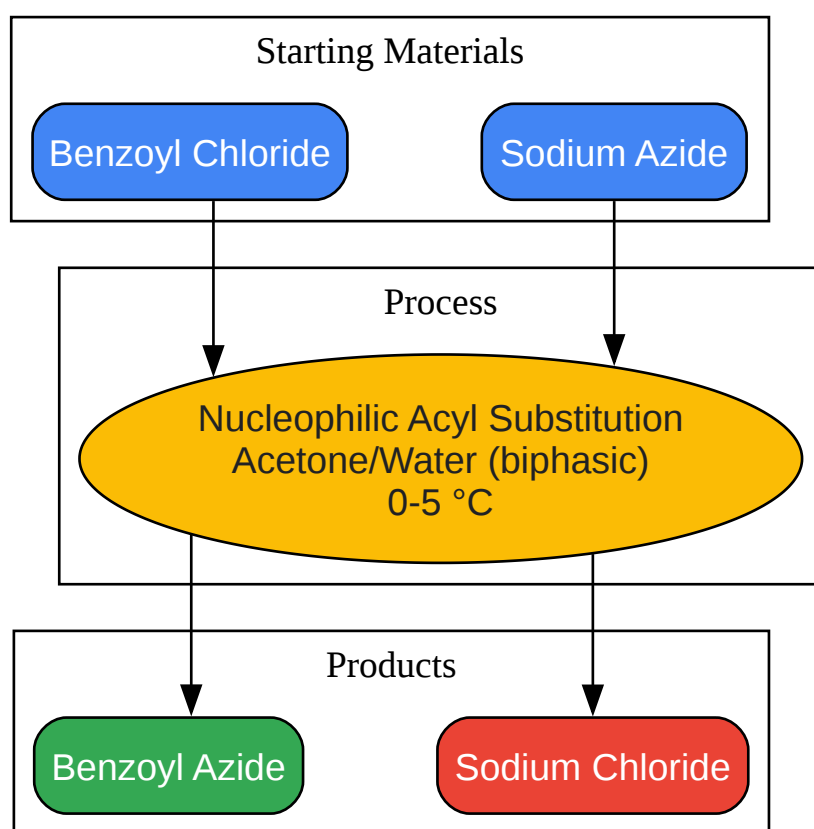 Starting Materials
Benzoyl Chloride
Sodium Azide
Process
Nucleophilic Acyl Substitution
Acetone/Water (biphasic)
0-5 °C
Products
Benzoyl Azide
Sodium Chloride